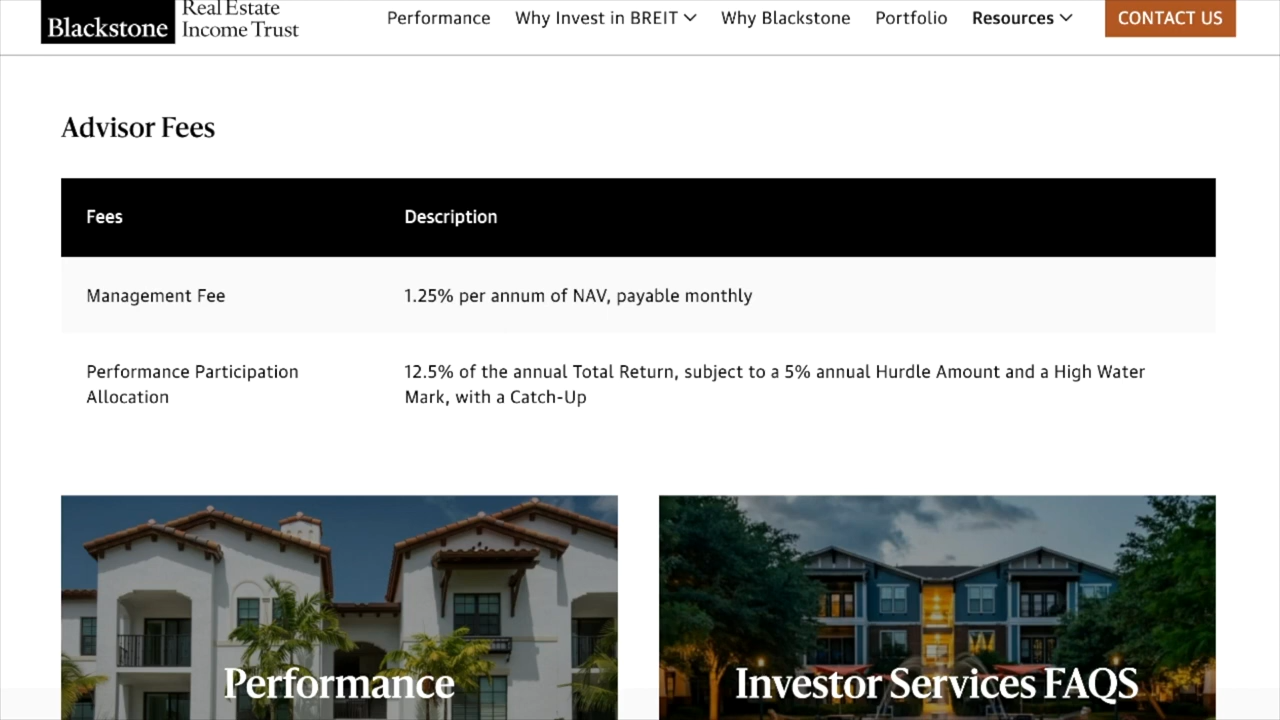 Blackstone
Real Estate
Income Trust
Performance
Why Invest in BREIT
Why Blackstone
Portfolio
Resources
CONTACT US
Advisor Fees
Fees
Description
Management Fee
1.25% per annum of NAV, payable monthly
Performance Participation
Allocation
12.5% of the annual Total Return, subject to a 5% annual Hurdle Amount and a High Water
Mark, with a Catch-Up
Performance
Investor Services FAQS